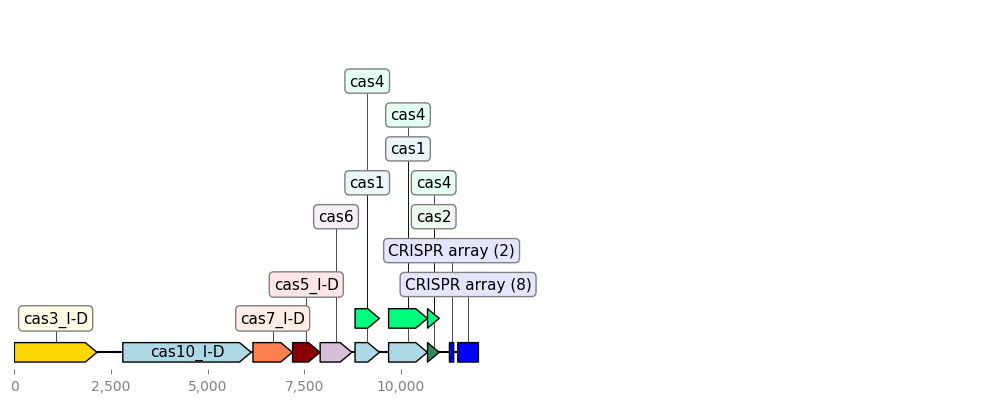 cas4
cas4
cas1
cas1
cas4
cas6
cas2
CRISPR array (2)
cas5_I-D
CRISPR array (8)
cas3_I-D
cas7_I-D
cas10_I-D
0
2,500
5,000
7,500
10,000